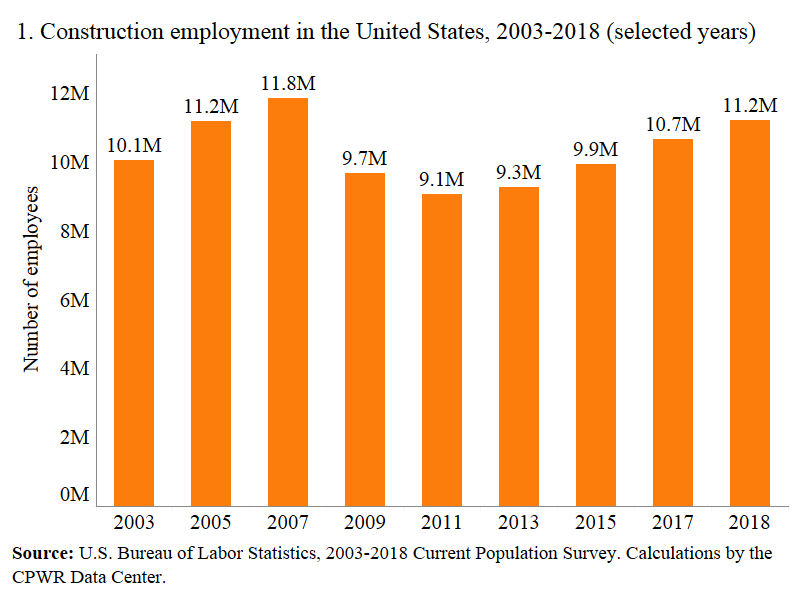 1. Construction employment in the United States, 2003-2018 (selected years)
12M
10M
8M
6M
4M
2M
0M
Number of employees
10.1M
11.2M
11.8M
9.7M
9.1M
9.3M
9.9M
10.7M
11.2M
2003 2005 2007 2009 2011 2013 2015 2017 2018
Source: U.S. Bureau of Labor Statistics, 2003-2018 Current Population Survey. Calculations by the
CPWR Data Center.